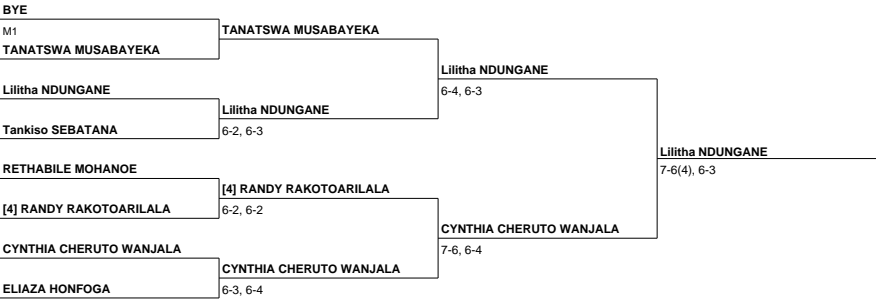 BYE
M1
TANATSWA MUSABAYEKA
TANATSWA MUSABAYEKA
Lilitha NDUNGANE
6-4, 6-3
Lilitha NDUNGANE
Lilitha NDUNGANE
6-2, 6-3
Tankiso SEBATANA
Lilitha NDUNGANE
7-6(4), 6-3
RETHABILE MOHANOE
[4] RANDY RAKOTOARILALA
6-2, 6-2
[4] RANDY RAKOTOARILALA
CYNTHIA CHERUTO WANJALA
7-6, 6-4
CYNTHIA CHERUTO WANJALA
CYNTHIA CHERUTO WANJALA
6-3, 6-4
ELIAZA HONFOGA